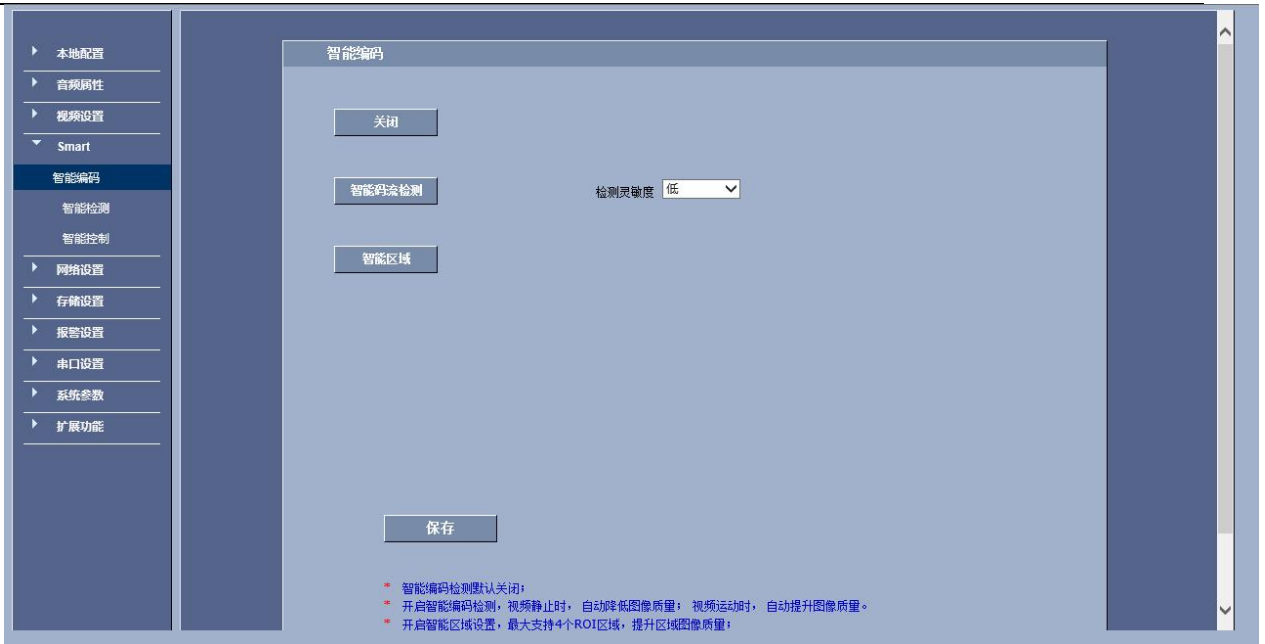 本地配置
音频属性
视频设置
Smart
智能编码
智能检测
智能控制
网络设置
存储设置
报警设置
串口设置
系统参数
扩展功能
智能编码
关闭
智能码流检测
检测灵敏度 低
智能区域
保存
* 智能编码检测默认关闭;
* 开启智能编码检测,视频静止时, 自动降低图像质量; 视频运动时, 自动提升图像质量。
* 开启智能区域设置,最大支持4个ROI区域,提升区域图像质量;